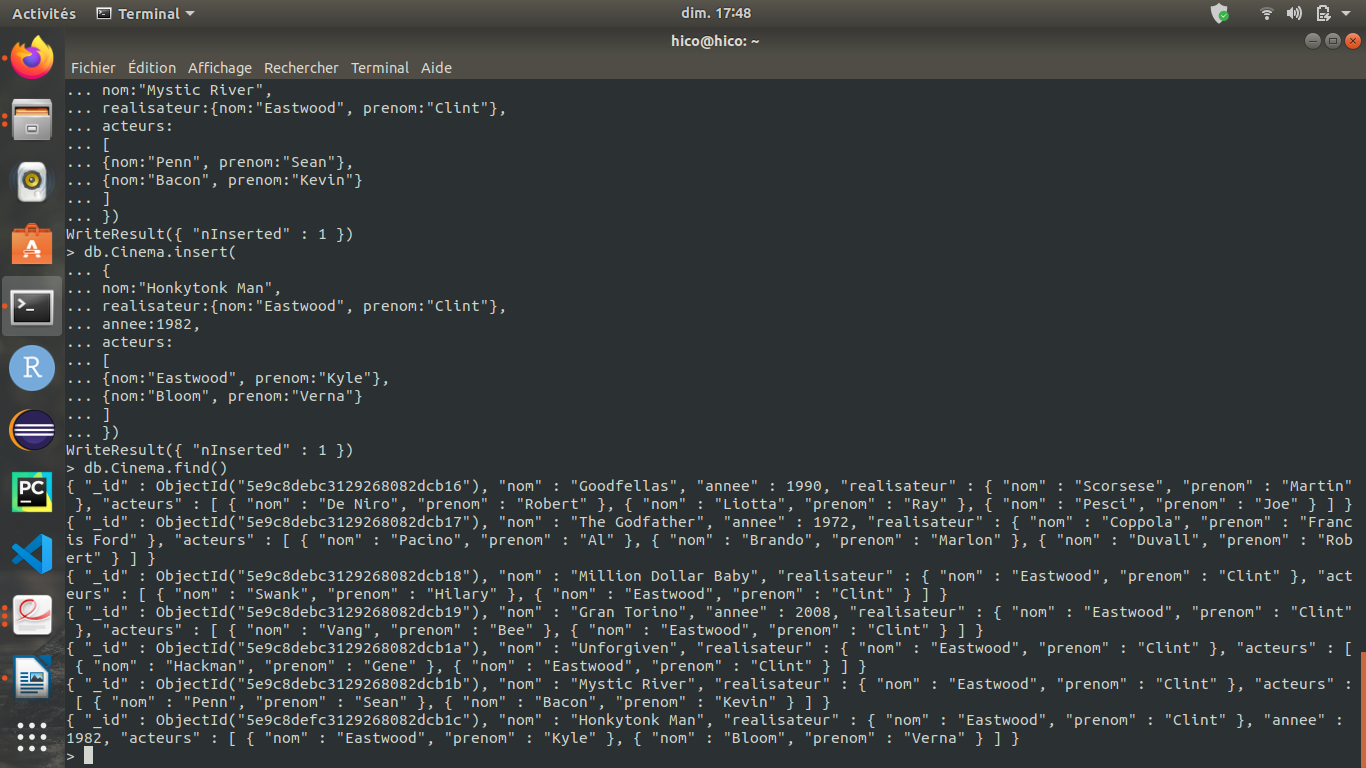 Activités Terminal dim. 17:48
hico@hico: ~
Fichier Édition Affichage Rechercher Terminal Aide
... nom:"Mystic River",
... realisateur:{nom:"Eastwood", prenom:"Clint"},
... acteurs:
... [
... {nom:"Penn", prenom:"Sean"},
... {nom:"Bacon", prenom:"Kevin"}
... ]
... })
WriteResult({ "nInserted" : 1 })
> db.Cinema.insert(
... {
... nom:"Honkytonk Man",
... realisateur:{nom:"Eastwood", prenom:"Clint"},
... annee:1982,
... acteurs:
... [
... {nom:"Eastwood", prenom:"Kyle"},
... {nom:"Bloom", prenom:"Verna"}
... ]
... })
WriteResult({ "nInserted" : 1 })
> db.Cinema.find()
{ "_id" : ObjectId("5e9c8debc3129268082dcb16"), "nom" : "Goodfellas", "annee" : 1990, "realisateur" : { "nom" : "Scorsese", "prenom" : "Martin"
 }, "acteurs" : [ { "nom" : "De Niro", "prenom" : "Robert" }, { "nom" : "Liotta", "prenom" : "Ray" }, { "nom" : "Pesci", "prenom" : "Joe" } ] }
{ "_id" : ObjectId("5e9c8debc3129268082dcb17"), "nom" : "The Godfather", "annee" : 1972, "realisateur" : { "nom" : "Coppola", "prenom" : "Franc
is Ford" }, "acteurs" : [ { "nom" : "Pacino", "prenom" : "Al" }, { "nom" : "Brando", "prenom" : "Marlon" }, { "nom" : "Duvall", "prenom" : "Rob
ert" } ] }
{ "_id" : ObjectId("5e9c8debc3129268082dcb18"), "nom" : "Million Dollar Baby", "realisateur" : { "nom" : "Eastwood", "prenom" : "Clint" }, "act
eurs" : [ { "nom" : "Swank", "prenom" : "Hilary" }, { "nom" : "Eastwood", "prenom" : "Clint" } ] }
{ "_id" : ObjectId("5e9c8debc3129268082dcb19"), "nom" : "Gran Torino", "annee" : 2008, "realisateur" : { "nom" : "Eastwood", "prenom" : "Clint"
 }, "acteurs" : [ { "nom" : "Vang", "prenom" : "Bee" }, { "nom" : "Eastwood", "prenom" : "Clint" } ] }
{ "_id" : ObjectId("5e9c8debc3129268082dcb1a"), "nom" : "Unforgiven", "realisateur" : { "nom" : "Eastwood", "prenom" : "Clint" }, "acteurs" : [
 { "nom" : "Hackman", "prenom" : "Gene" }, { "nom" : "Eastwood", "prenom" : "Clint" } ] }
{ "_id" : ObjectId("5e9c8debc3129268082dcb1b"), "nom" : "Mystic River", "realisateur" : { "nom" : "Eastwood", "prenom" : "Clint" }, "acteurs" :
 [ { "nom" : "Penn", "prenom" : "Sean" }, { "nom" : "Bacon", "prenom" : "Kevin" } ] }
{ "_id" : ObjectId("5e9c8defc3129268082dcb1c"), "nom" : "Honkytonk Man", "realisateur" : { "nom" : "Eastwood", "prenom" : "Clint" }, "annee" :
1982, "acteurs" : [ { "nom" : "Eastwood", "prenom" : "Kyle" }, { "nom" : "Bloom", "prenom" : "Verna" } ] }
>
R
PC